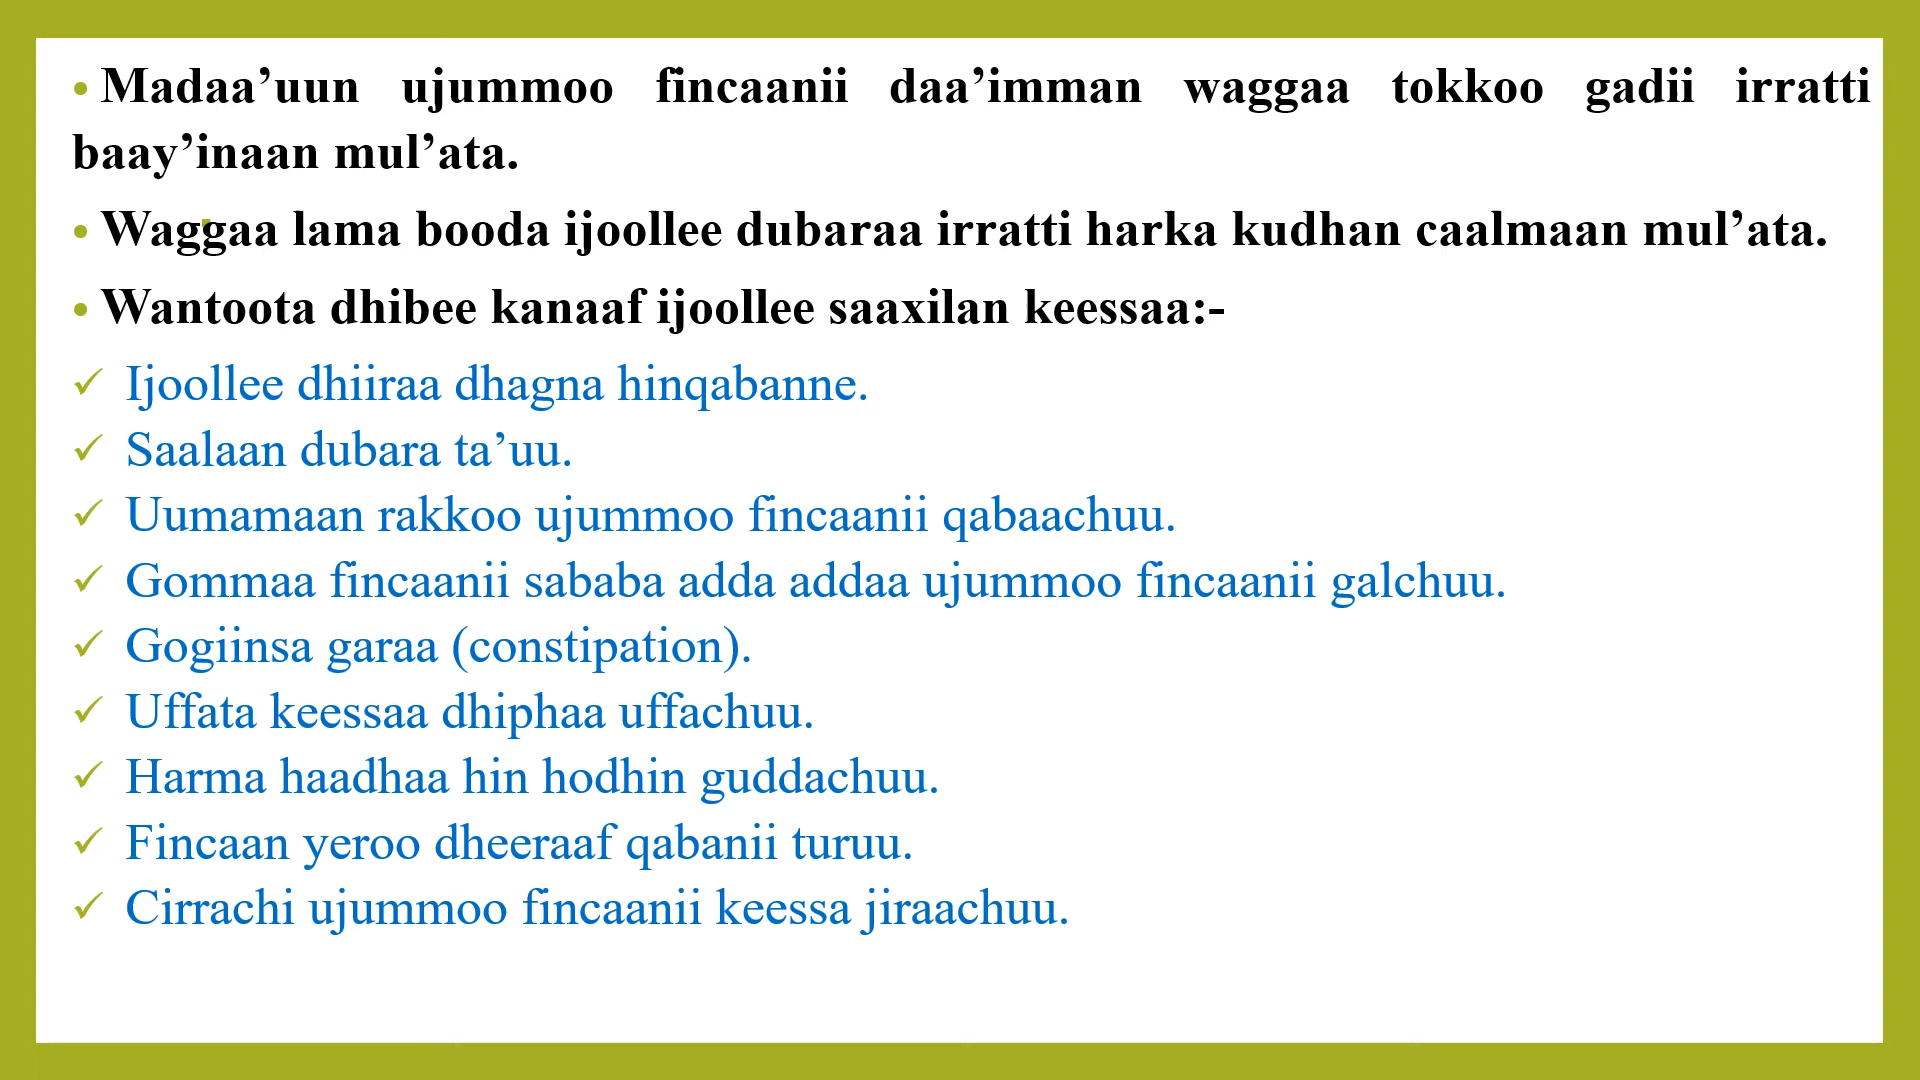 • Madaa’uun ujummoo fincaanii daa’imman waggaa tokkoo gadii irratti
baay’inaan mul’ata.
• Waggaa lama booda ijoollee dubaraa irratti harka kudhan caalmaan mul’ata.
• Wantoota dhibee kanaaf ijoollee saaxilan keessaa:-
✓ Ijoollee dhiiraa dhagna hinqabanne.
✓ Saalaan dubara ta’uu.
✓ Uumamaan rakkoo ujummoo fincaanii qabaachuu.
✓ Gommaa fincaanii sababa adda addaa ujummoo fincaanii galchuu.
✓ Gogiinsa garaa (constipation).
✓ Uffata keessaa dhiphaa uffachuu.
✓ Harma haadhaa hin hodhin guddachuu.
✓ Fincaan yeroo dheeraaf qabanii turuu.
✓ Cirrachi ujummoo fincaanii keessa jiraachuu.